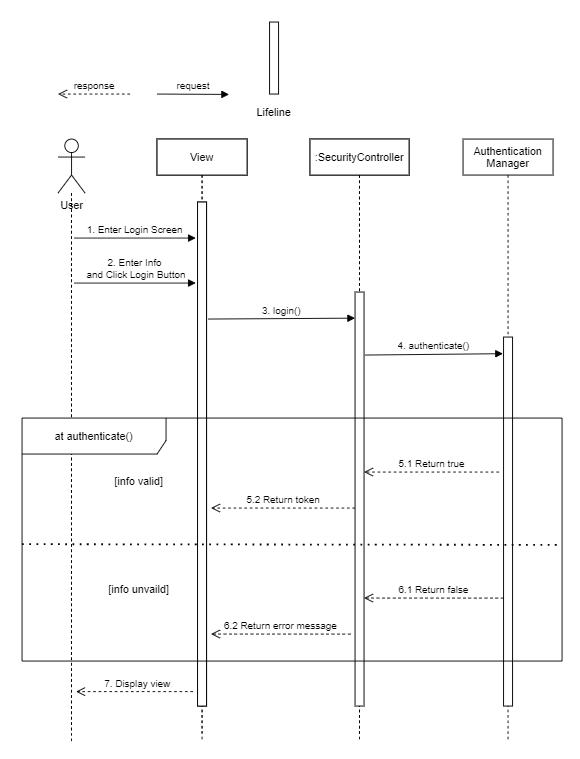 response
request
Lifeline
User
View
:SecurityController
Authentication
Manager
1. Enter Login Screen
2. Enter Info
and Click Login Button
3. login()
4. authenticate()
at authenticate()
5.1 Return true
[info valid]
5.2 Return token
[info unvaild]
6.1 Return false
6.2 Return error message
7. Display view